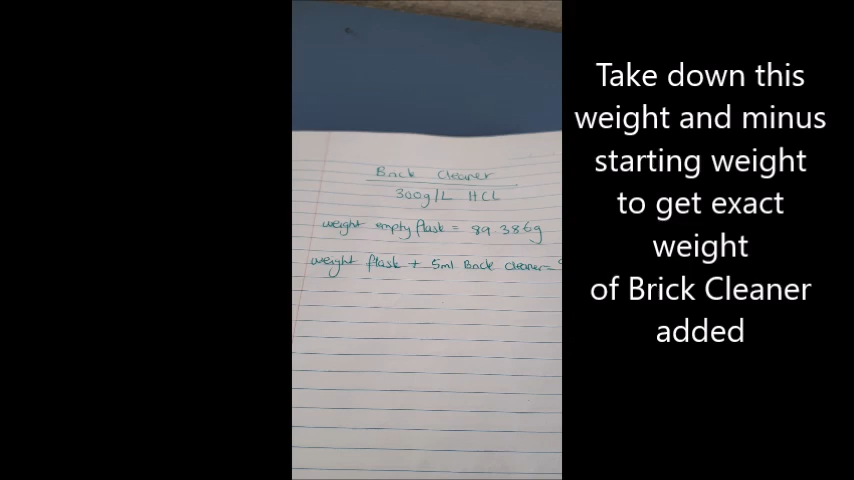 Brick Cleaner
300g/L HCL
weight empty flask = 89.386g
weight flask + 5ml Brick Cleaner=
Take down this
weight and minus
starting weight
to get exact
weight
of Brick Cleaner
added